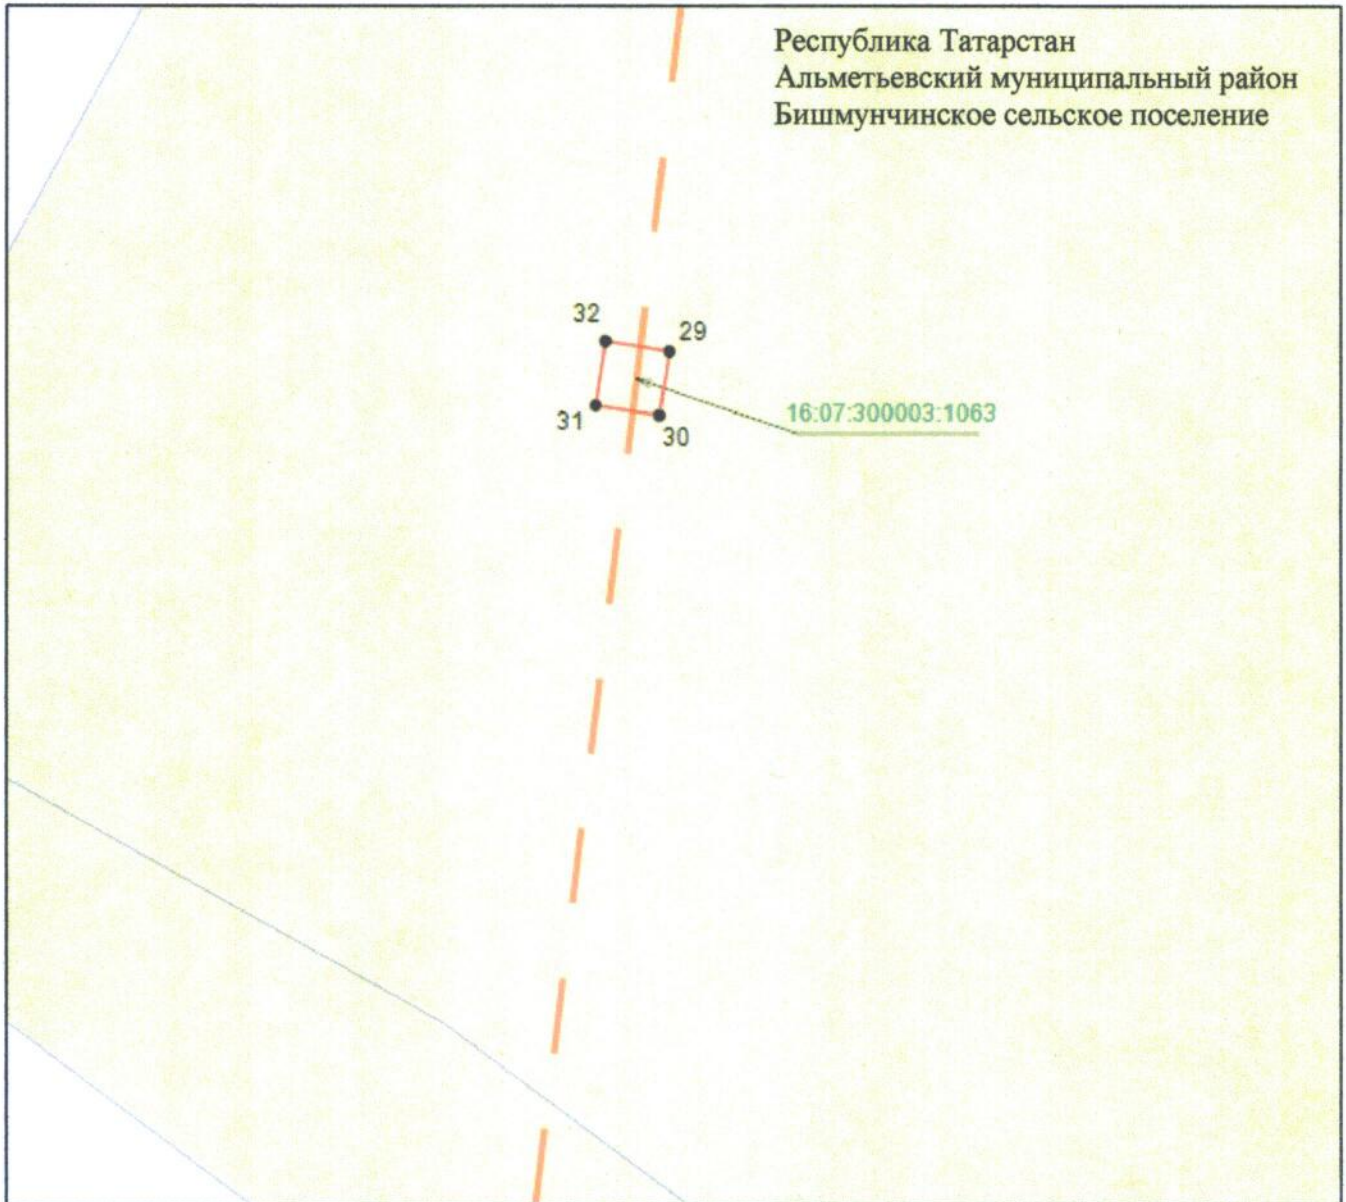 Республика Татарстан
Альметьевский муниципальный район
Бишмунчинское сельское поселение
32
29
16:07:300003:1063
31
30